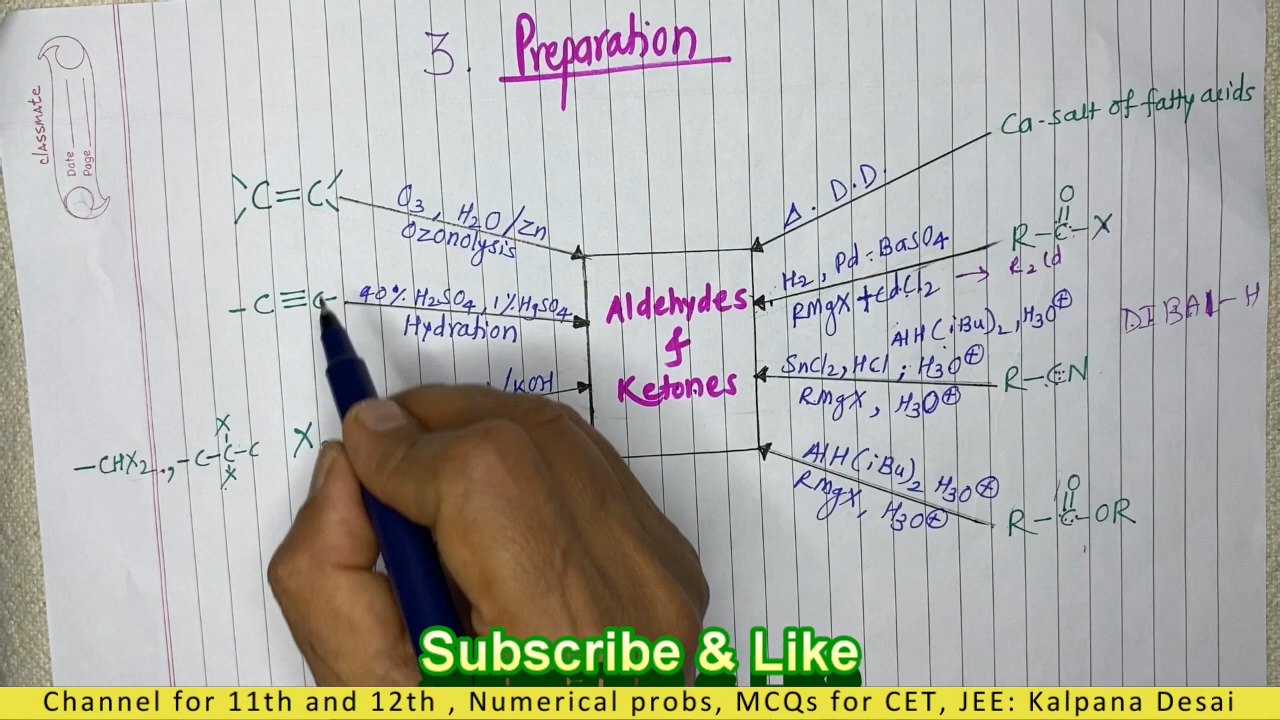 classmate
Date
Page
3. Preparation
Ca-salt of fatty acids
Δ. D.D.
C=C
O3, H2O/Zn
Ozonolysis
O
R-C-X
H2, Pd:BaSO4
RMgX + CdCl2 → R2Cd
-C≡C-
40% H2SO4, 1% HgSO4
Hydration
Aldehydes
&
Ketones
AlH(iBu)2, H3O⊕
DIBAl-H
SnCl2, HCl ; H3O⊕
R-C≡N
RMgX, H3O⊕
/KOH
X
-CHX2, -C-C-C
X
X
AlH(iBu)2 H3O⊕
RMgX, H3O⊕
O
R-C-OR
Subscribe & Like
Channel for 11th and 12th , Numerical probs, MCQs for CET, JEE: Kalpana Desai